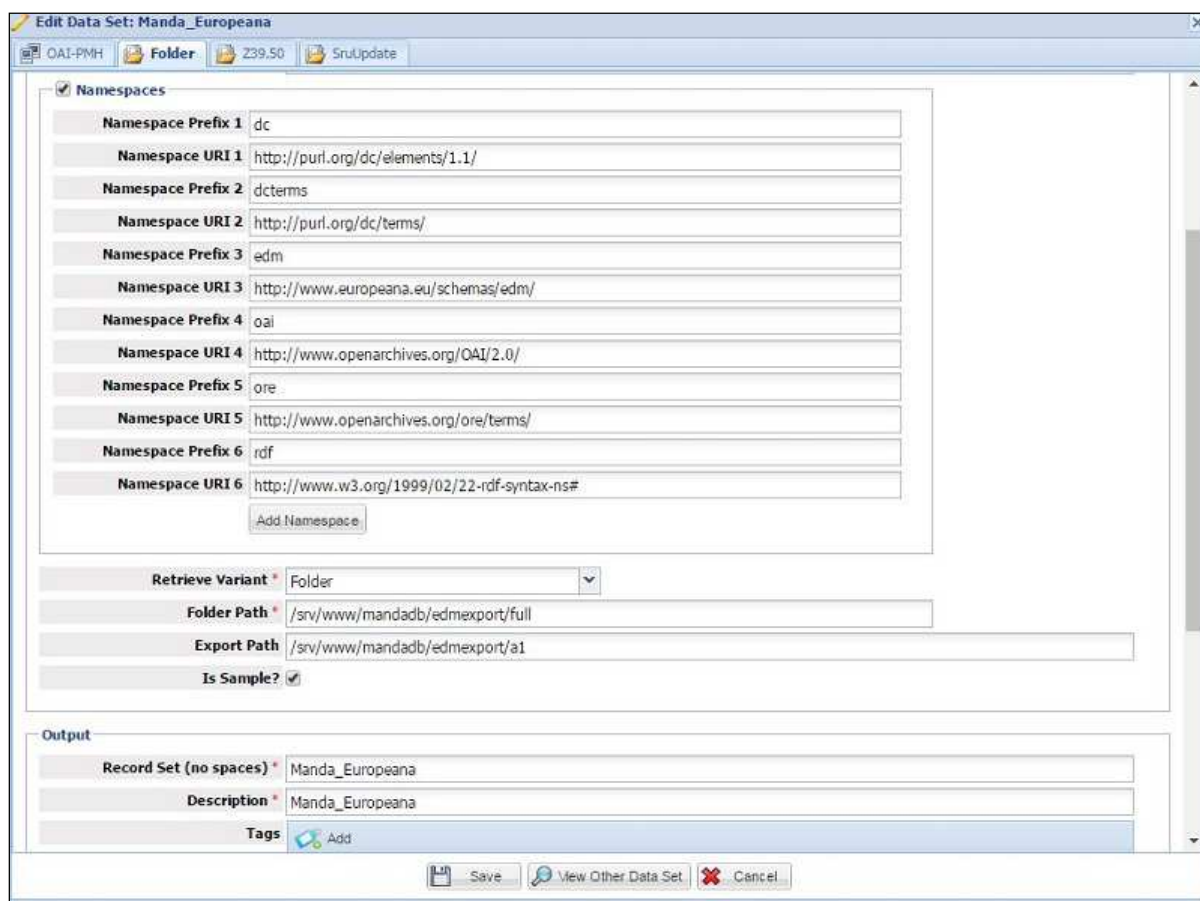 Edit Data Set: Manda_Europeana
OAI-PMH Folder Z39.50 SruUpdate
Namespaces
Namespace Prefix 1 dc
Namespace URI 1 http://purl.org/dc/elements/1.1/
Namespace Prefix 2 dcterms
Namespace URI 2 http://purl.org/dc/terms/
Namespace Prefix 3 edm
Namespace URI 3 http://www.europeana.eu/schemas/edm/
Namespace Prefix 4 oai
Namespace URI 4 http://www.openarchives.org/OAI/2.0/
Namespace Prefix 5 ore
Namespace URI 5 http://www.openarchives.org/ore/terms/
Namespace Prefix 6 rdf
Namespace URI 6 http://www.w3.org/1999/02/22-rdf-syntax-ns#
Add Namespace
Retrieve Variant * Folder
Folder Path * /srv/www/mandadb/edmexport/full
Export Path /srv/www/mandadb/edmexport/a1
Is Sample?
Output
Record Set (no spaces) * Manda_Europeana
Description * Manda_Europeana
Tags Add
Save View Other Data Set Cancel